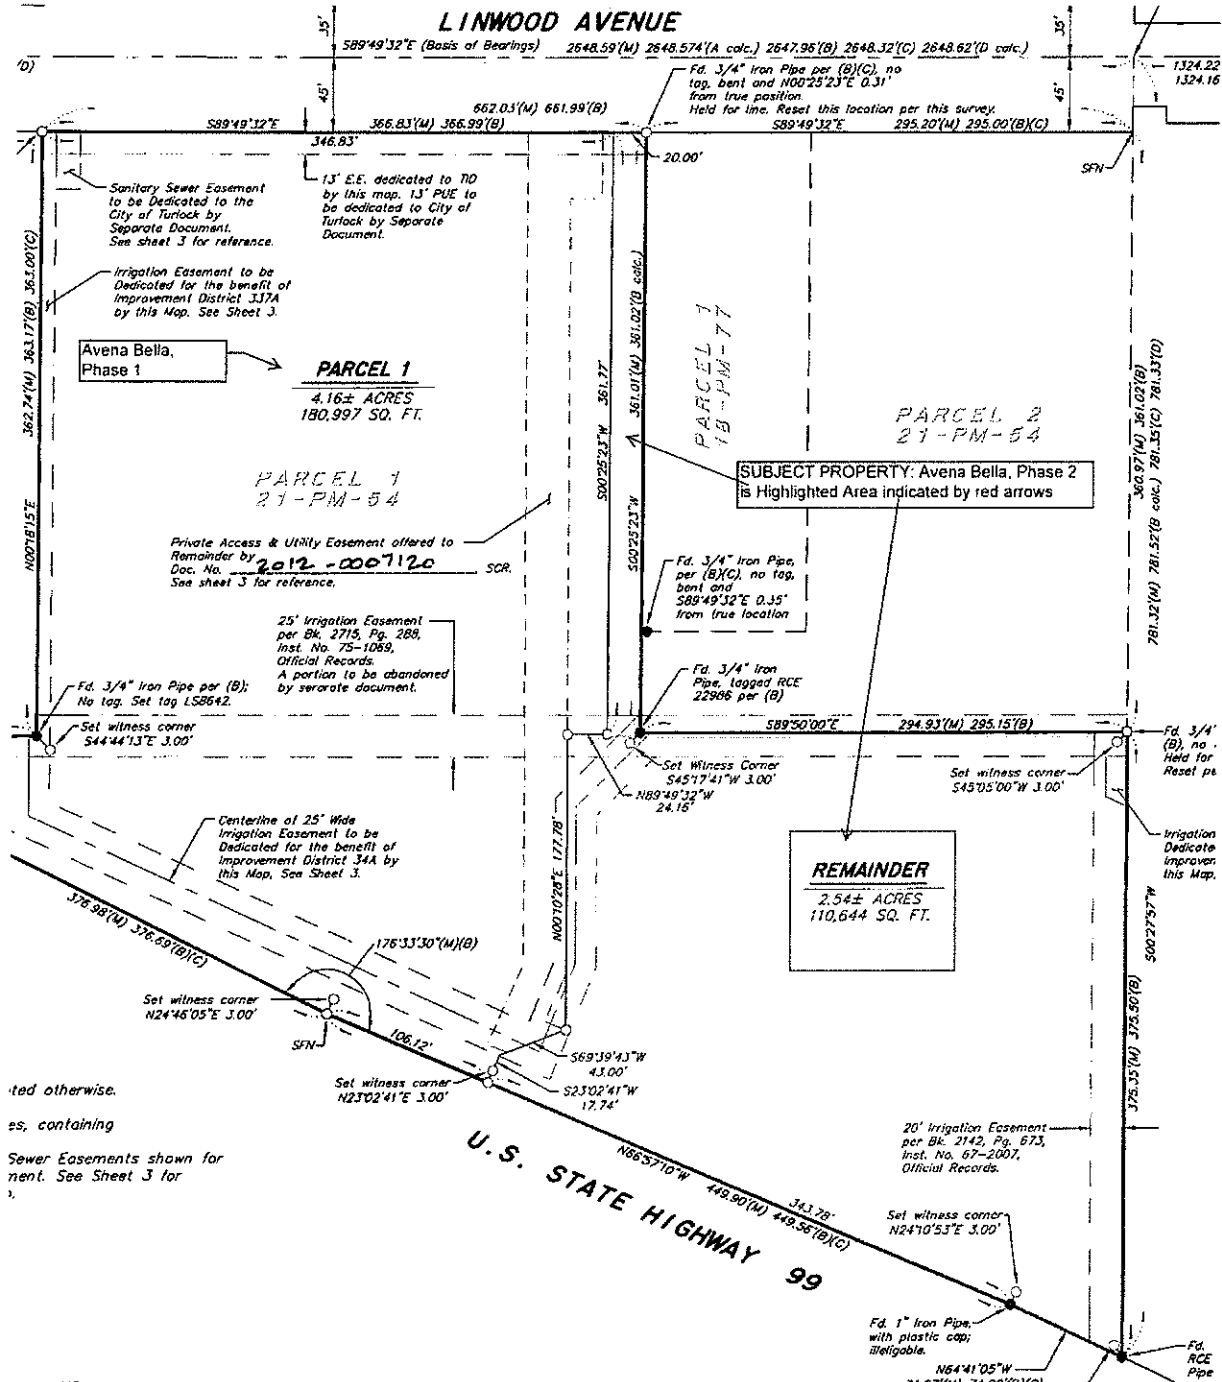 LINWOOD AVENUE
35'
35'
S89°49'32"E (Basis of Bearings) 2648.59'(M) 2648.574'(A calc.) 2647.96'(B) 2648.32'(C) 2648.62'(D calc.)
'D)
45'
45'
Fd. 3/4" Iron Pipe per (B)(C), no
tag, bent and N00°25'23"E 0.31'
from true position.
Held for line. Reset this location per this survey.
1324.22
1324.16
662.03'(M) 661.99'(B)
S89°49'32"E
366.83'(M) 366.99'(B)
S89°49'32"E
295.20'(M) 295.00'(B)(C)
346.83'
20.00'
SFN
Sanitary Sewer Easement
to be Dedicated to the
City of Turlock by
Separate Document.
See sheet 3 for reference.
13' E.E. dedicated to TID
by this map. 13' PUE to
be dedicated to City of
Turlock by Separate
Document.
Irrigation Easement to be
Dedicated for the benefit of
Improvement District 337A
by this Map. See Sheet 3.
362.74'(M) 363.17'(B) 363.00'(C)
N00°18'15"E
Avena Bella,
Phase 1
PARCEL 1
4.16± ACRES
180,997 SQ. FT.
PARCEL 1
21-PM-54
S00°25'23"W 361.77'
361.01'(M) 361.02'(B calc.)
S00°25'23"W
PARCEL 1
18-PM-77
PARCEL 2
21-PM-54
360.97'(M) 361.02'(B)
781.32'(M) 781.52'(B calc.) 781.35'(C) 781.33'(D)
SUBJECT PROPERTY: Avena Bella, Phase 2
is Highlighted Area indicated by red arrows
Private Access & Utility Easement offered to
Remainder by
Doc. No. 2012-0007120 SCR.
See sheet 3 for reference.
Fd. 3/4" Iron Pipe,
per (B)(C), no tag,
bent and
S89°49'32"E 0.35'
from true location
25' Irrigation Easement
per Bk. 2715, Pg. 288,
Inst. No. 75-1069,
Official Records.
A portion to be abandoned
by serarate document.
Fd. 3/4" Iron Pipe per (B);
No tag. Set tag LS8642.
Set witness corner
S44°44'13"E 3.00'
Fd. 3/4" Iron
Pipe, tagged RCE
22986 per (B)
S89°50'00"E
294.93'(M) 295.15'(B)
Fd. 3/4"
(B), no
Held for
Reset pe
Set Witness Corner
S45°17'41"W 3.00'
N89°49'32"W
24.16'
Set witness corner
S45°05'00"W 3.00'
Centerline of 25' Wide
Irrigation Easement to be
Dedicated for the benefit of
Improvement District 34A by
this Map, See Sheet 3.
N00°10'28"E 177.78'
REMAINDER
2.54± ACRES
110,644 SQ. FT.
Irrigation
Dedicate
Improven
this Map.
S00°27'57"W
375.35'(M) 375.50'(B)
376.98'(M) 376.69'(B)(C)
176°33'30"(M)(B)
Set witness corner
N24°46'05"E 3.00'
SFN
106.12'
S69°39'43"W
43.00'
Set witness corner
N23°02'41"E 3.00'
S23°02'41"W
17.74'
ted otherwise.
es, containing
Sewer Easements shown for
ment. See Sheet 3 for
20' Irrigation Easement
per Bk. 2142, Pg. 673,
Inst. No. 67-2007,
Official Records.
U.S. STATE HIGHWAY 99
N66°57'10"W 449.90'(M) 449.56'(B)(C)
343.78'
Set witness corner
N24°10'53"E 3.00'
Fd. 1" Iron Pipe,
with plastic cap;
illeligable.
N64°41'05"W
Fd.
RCE
Pipe